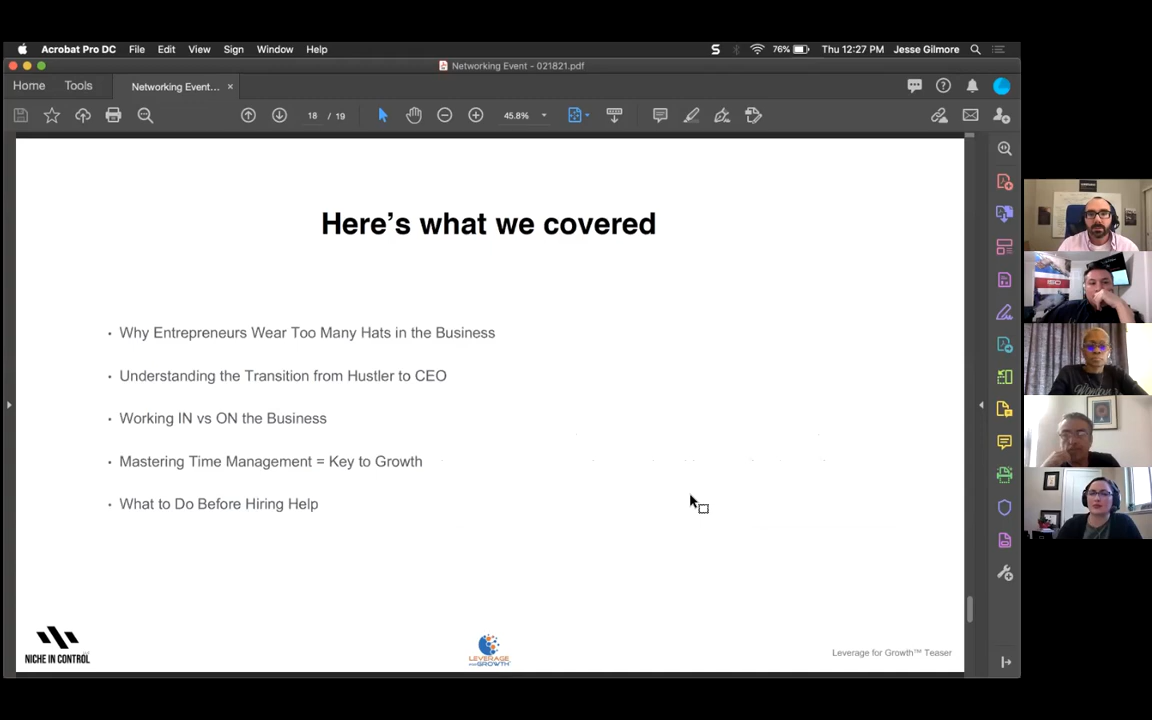 Acrobat Pro DC File Edit View Sign Window Help
76% Thu 12:27 PM Jesse Gilmore
Networking Event - 021821.pdf
Home Tools Networking Event... ×
18 / 19 45.8%
Here's what we covered
· Why Entrepreneurs Wear Too Many Hats in the Business
· Understanding the Transition from Hustler to CEO
· Working IN vs ON the Business
· Mastering Time Management = Key to Growth
· What to Do Before Hiring Help
NICHE IN CONTROL
LEVERAGE
GROWTH
Leverage for Growth™ Teaser